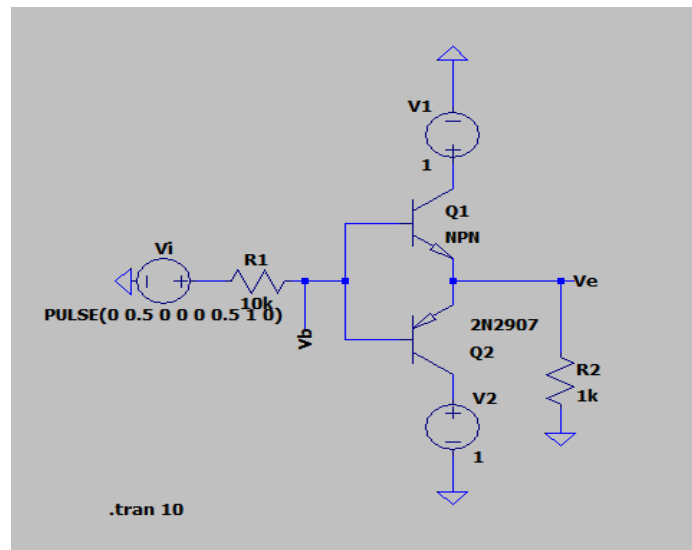 V1
1
Q1
NPN
Vi
R1
10k
PULSE(0 0.5 0 0 0 0.5 1 0)
Vb
Ve
2N2907
Q2
R2
1k
V2
1
.tran 10